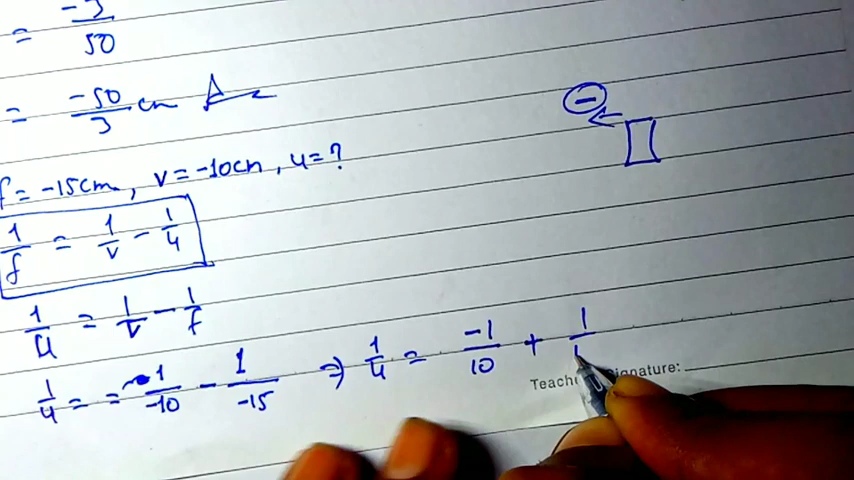 = -3/50
= -50/3 cm
f = -15cm, v = -10cm, u = ?
1/f = 1/v - 1/u
1/u = 1/v - 1/f
1/u = = 1/-10 - 1/-15 ⇒ 1/u = -1/10 + 1/1
Signature: